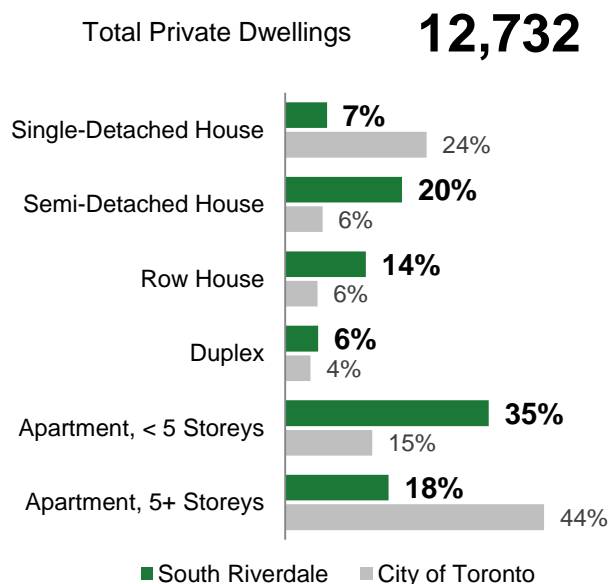 Total Private Dwellings 12,732
Single-Detached House 7%
24%
Semi-Detached House 20%
6%
Row House 14%
6%
Duplex 6%
4%
Apartment, < 5 Storeys 35%
15%
Apartment, 5+ Storeys 18%
44%
South Riverdale City of Toronto